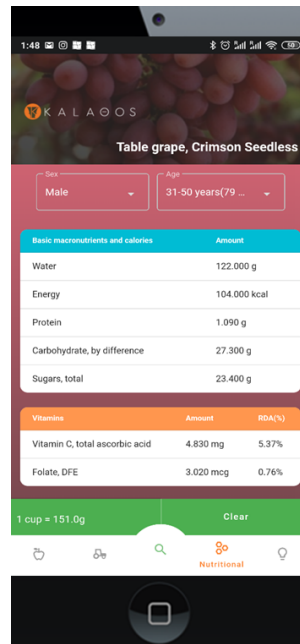 1:48
50
KALAΘOS
Table grape, Crimson Seedless
Sex
Male
Age
31-50 years(79 ...
Basic macronutrients and calories Amount
Water 122.000 g
Energy 104.000 kcal
Protein 1.090 g
Carbohydrate, by difference 27.300 g
Sugars, total 23.400 g
Vitamins Amount RDA(%)
Vitamin C, total ascorbic acid 4.830 mg 5.37%
Folate, DFE 3.020 mcg 0.76%
1 cup = 151.0g Clear
Nutritional